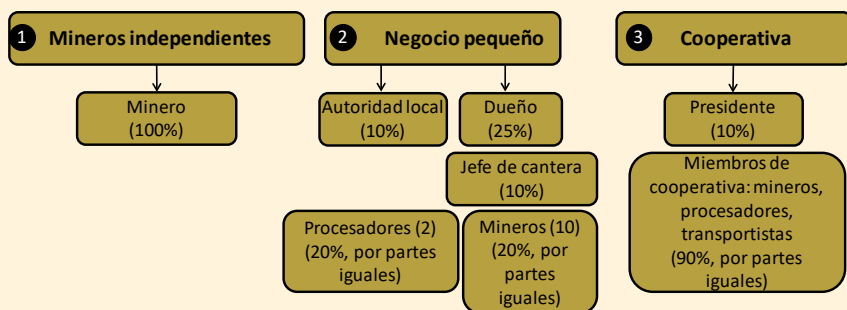 1 Mineros independientes
Minero
(100%)
2 Negocio pequeño
Autoridad local
(10%)
Dueño
(25%)
Jefe de cantera
(10%)
Procesadores (2)
(20%, por partes
iguales)
Mineros (10)
(20%, por
partes
iguales)
3 Cooperativa
Presidente
(10%)
Miembros de
cooperativa: mineros,
procesadores,
transportistas
(90%, por partes
iguales)